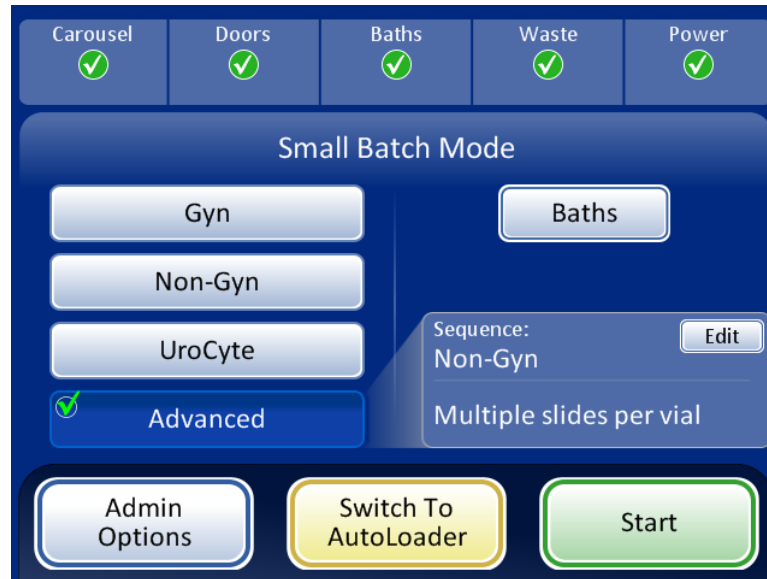 Carousel
Doors
Baths
Waste
Power
Small Batch Mode
Gyn
Baths
Non-Gyn
UroCyte
Advanced
Sequence:
Edit
Non-Gyn
Multiple slides per vial
Admin
Options
Switch To
AutoLoader
Start